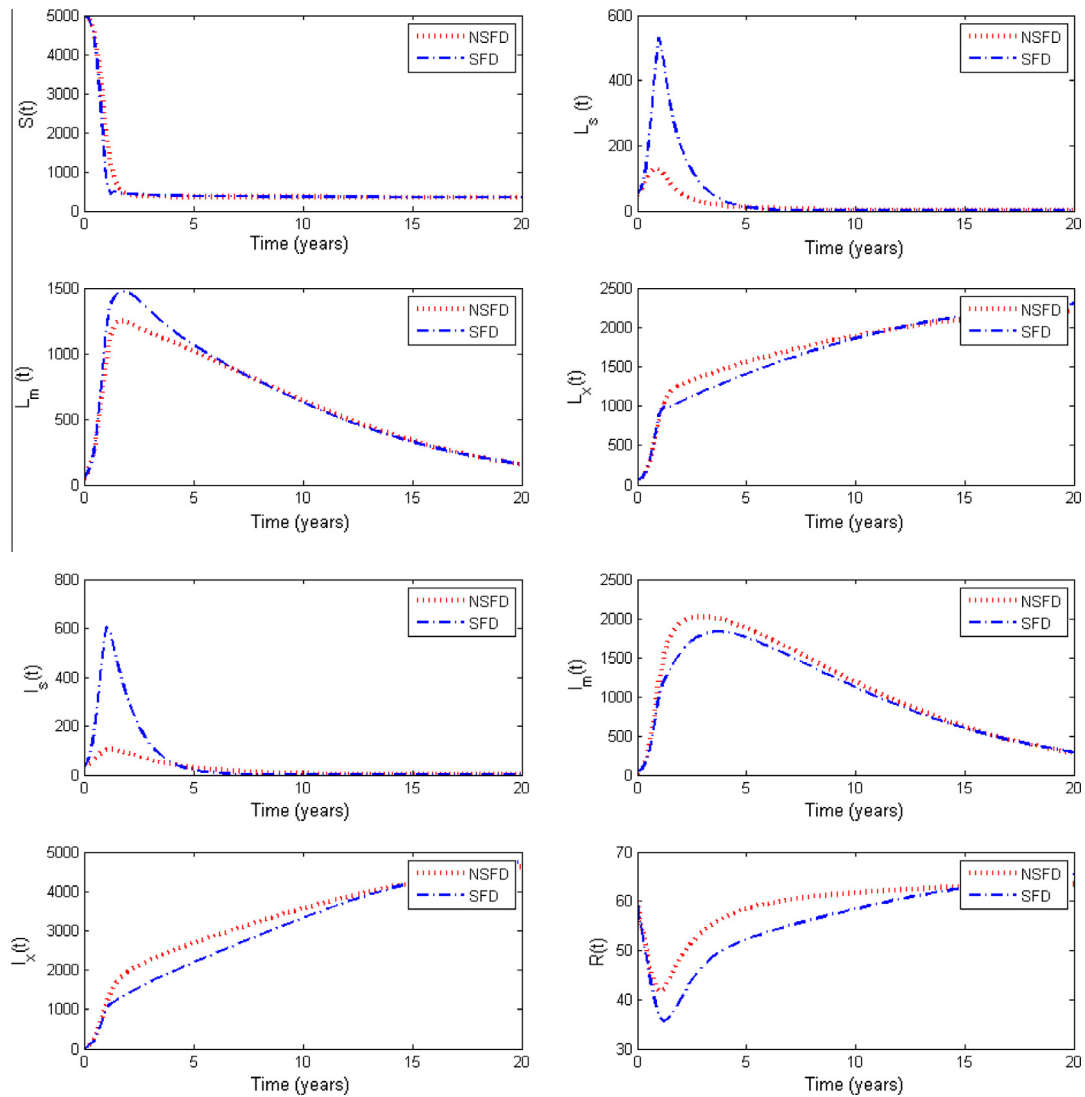 5000
4000
3000
2000
1000
0
S(t)
0 5 10 15 20
Time (years)
NSFD
SFD
600
400
200
0
L_s (t)
0 5 10 15 20
Time (years)
NSFD
SFD
1500
1000
500
0
L_m (t)
0 5 10 15 20
Time (years)
NSFD
SFD
2500
2000
1500
1000
500
0
L_x(t)
0 5 10 15 20
Time (years)
NSFD
SFD
800
600
400
200
0
I_s(t)
0 5 10 15 20
Time (years)
NSFD
SFD
2500
2000
1500
1000
500
0
I_m(t)
0 5 10 15 20
Time (years)
NSFD
SFD
5000
4000
3000
2000
1000
0
I_x(t)
0 5 10 15 20
Time (years)
NSFD
SFD
70
60
50
40
30
R(t)
0 5 10 15 20
Time (years)
NSFD
SFD